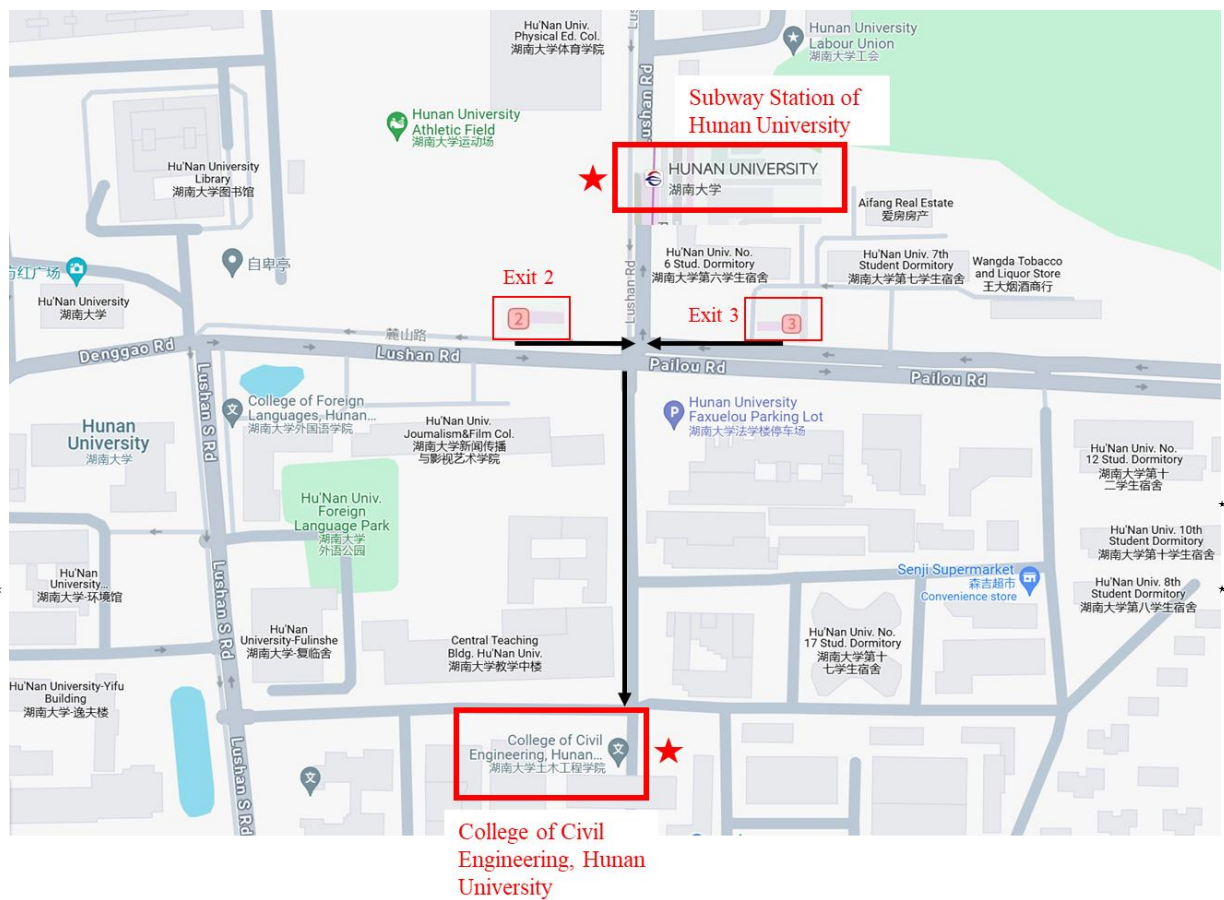 Hu'Nan Univ.
Physical Ed. Col.
湖南大学体育学院
Hunan University
Labour Union
湖南大学工会
Lushan Rd
Subway Station of
Hunan University
Hunan University
Athletic Field
湖南大学运动场
HUNAN UNIVERSITY
湖南大学
Hu'Nan University
Library
湖南大学图书馆
Aifang Real Estate
爱房房产
自卑亭
Hu'Nan Univ. No.
6 Stud. Dormitory
湖南大学第六学生宿舍
Hu'Nan Univ. 7th
Student Dormitory
湖南大学第七学生宿舍
Wangda Tobacco
and Liquor Store
王大烟酒商行
红广场
Hu'Nan University
湖南大学
Exit 2
2
Lushan Rd
Exit 3
3
麓山路
Denggao Rd
Lushan Rd
Pailou Rd
Pailou Rd
Lushan S Rd
College of Foreign
Languages, Hunan...
湖南大学外国语学院
Hu'Nan Univ.
Journalism&Film Col.
湖南大学新闻传播
与影视艺术学院
Hunan University
Faxuelou Parking Lot
湖南大学法学楼停车场
Hunan
University
湖南大学
Hu'Nan Univ. No.
12 Stud. Dormitory
湖南大学第十
二学生宿舍
Hu'Nan Univ.
Foreign
Language Park
湖南大学
外语公园
Hu'Nan Univ. 10th
Student Dormitory
湖南大学第十学生宿舍
Hu'Nan
University...
湖南大学-环境馆
Lushan S Rd
Senji Supermarket
森吉超市
Convenience store
Hu'Nan Univ. 8th
Student Dormitory
湖南大学第八学生宿舍
Hu'Nan
University-Fulinshe
湖南大学-复临舍
Central Teaching
Bldg. Hu'Nan Univ.
湖南大学教学中楼
Hu'Nan Univ. No.
17 Stud. Dormitory
湖南大学第十
七学生宿舍
Hu'Nan University-Yifu
Building
湖南大学-逸夫楼
Lushan S Rd
College of Civil
Engineering, Hunan...
湖南大学土木工程学院
College of Civil
Engineering, Hunan
University